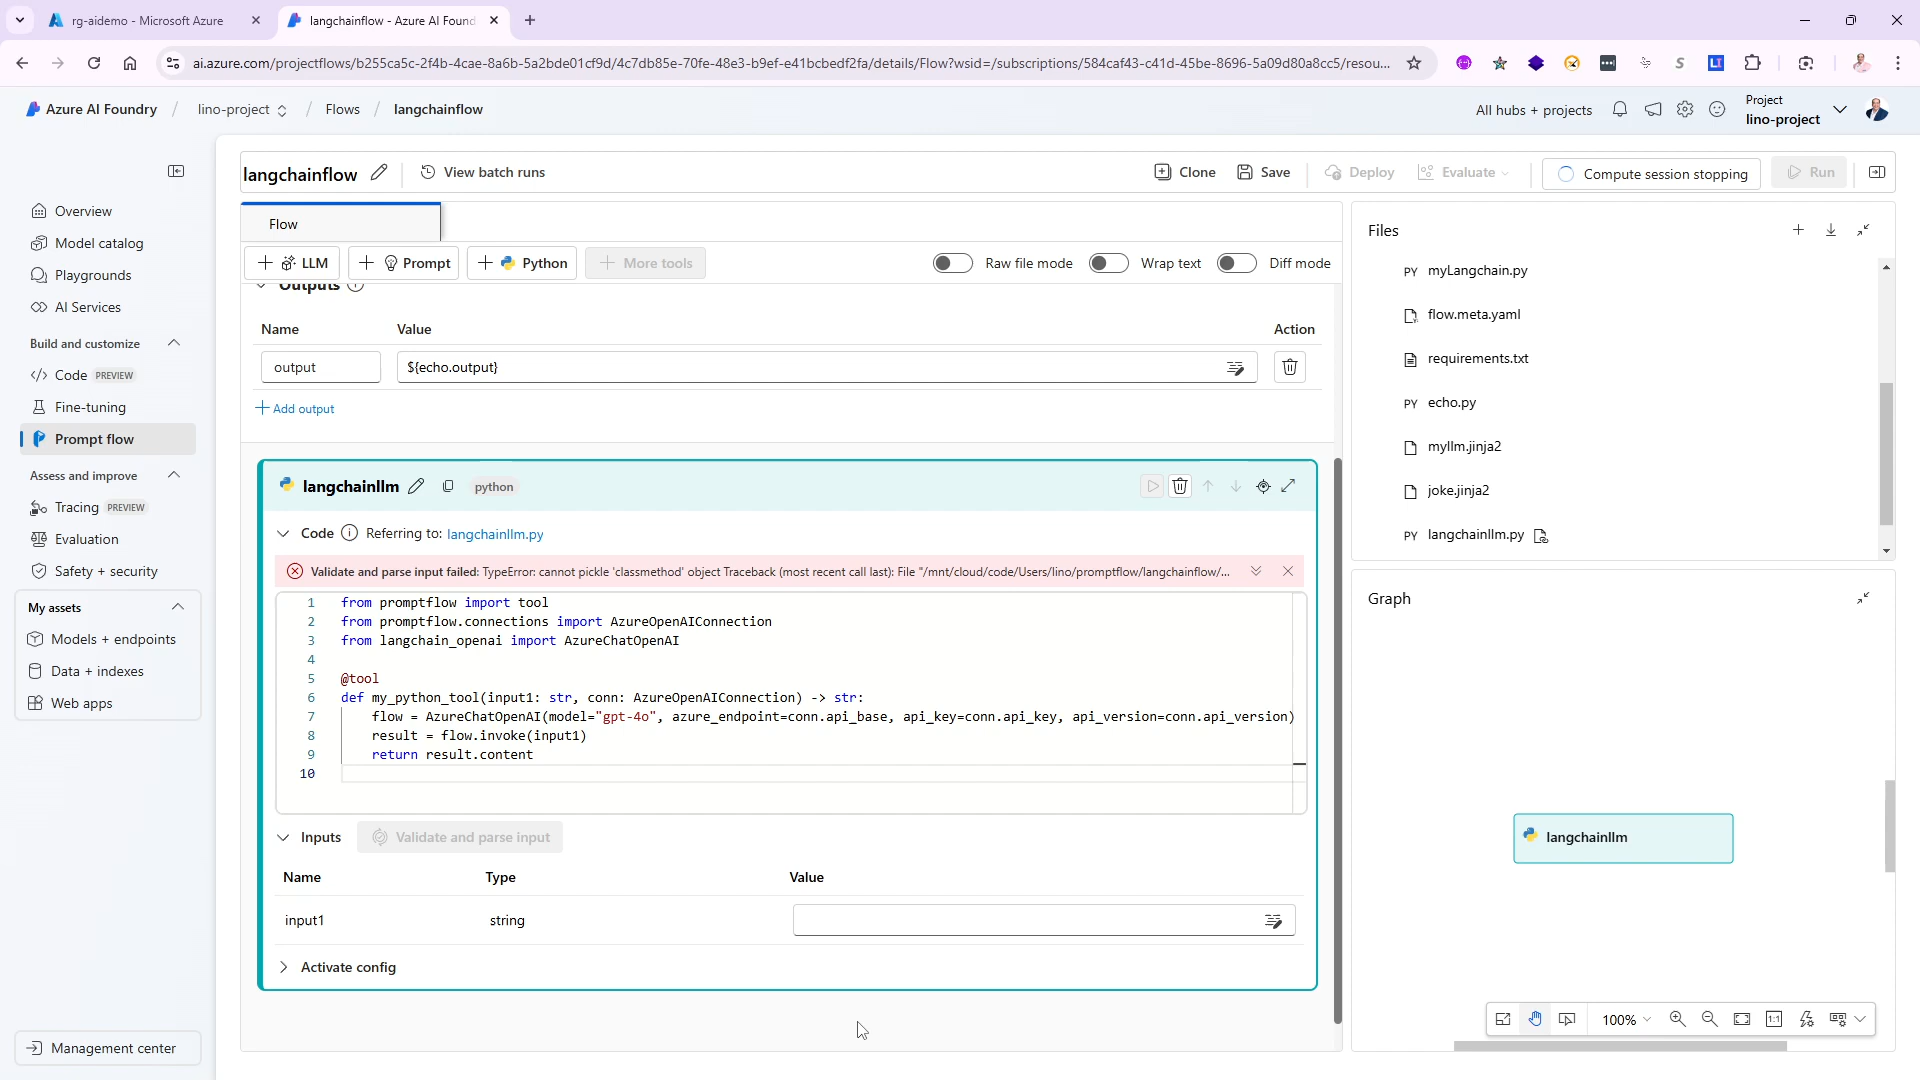 rg-aidemo - Microsoft Azure
langchainflow - Azure AI Found
ai.azure.com/projectflows/b255ca5c-2f4b-4cae-8a6b-5a2bde01cf9d/4c7db85e-70fe-48e3-b9ef-e41bcbedf2fa/details/Flow?wsid=/subscriptions/584caf43-c41d-45be-8696-5a09d80a8cc5/resou...
Azure AI Foundry / lino-project / Flows / langchainflow
All hubs + projects
Project
lino-project
Overview
Model catalog
Playgrounds
AI Services
Build and customize
Code PREVIEW
Fine-tuning
Prompt flow
Assess and improve
Tracing PREVIEW
Evaluation
Safety + security
My assets
Models + endpoints
Data + indexes
Web apps
Management center
langchainflow
View batch runs
Clone
Save
Deploy
Evaluate
Compute session stopping
Run
Flow
LLM
Prompt
Python
More tools
Raw file mode
Wrap text
Diff mode
Outputs
Name Value Action
output ${echo.output}
Add output
langchainllm
python
Code Referring to: langchainllm.py
Validate and parse input failed: TypeError: cannot pickle 'classmethod' object Traceback (most recent call last): File "/mnt/cloud/code/Users/lino/promptflow/langchainflow/...
1 from promptflow import tool
2 from promptflow.connections import AzureOpenAIConnection
3 from langchain_openai import AzureChatOpenAI
4
5 @tool
6 def my_python_tool(input1: str, conn: AzureOpenAIConnection) -> str:
7 flow = AzureChatOpenAI(model="gpt-4o", azure_endpoint=conn.api_base, api_key=conn.api_key, api_version=conn.api_version)
8 result = flow.invoke(input1)
9 return result.content
10
Inputs Validate and parse input
Name Type Value
input1 string
Activate config
Files
PY myLangchain.py
flow.meta.yaml
requirements.txt
PY echo.py
myllm.jinja2
joke.jinja2
PY langchainllm.py
Graph
langchainllm
100%
1:1